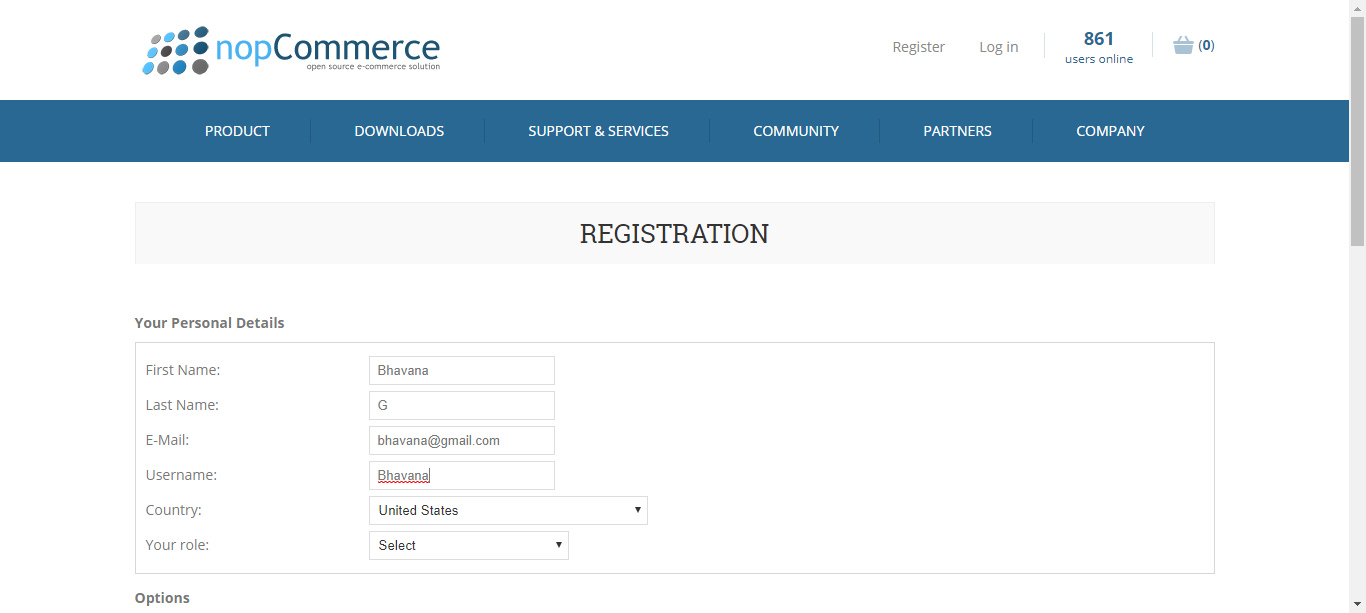 nopCommerce
open source e-commerce solution
Register Log in 861 (0)
users online
PRODUCT DOWNLOADS SUPPORT & SERVICES COMMUNITY PARTNERS COMPANY
REGISTRATION
Your Personal Details
First Name: Bhavana
Last Name: G
E-Mail: bhavana@gmail.com
Username: Bhavana
Country: United States
Your role: Select
Options